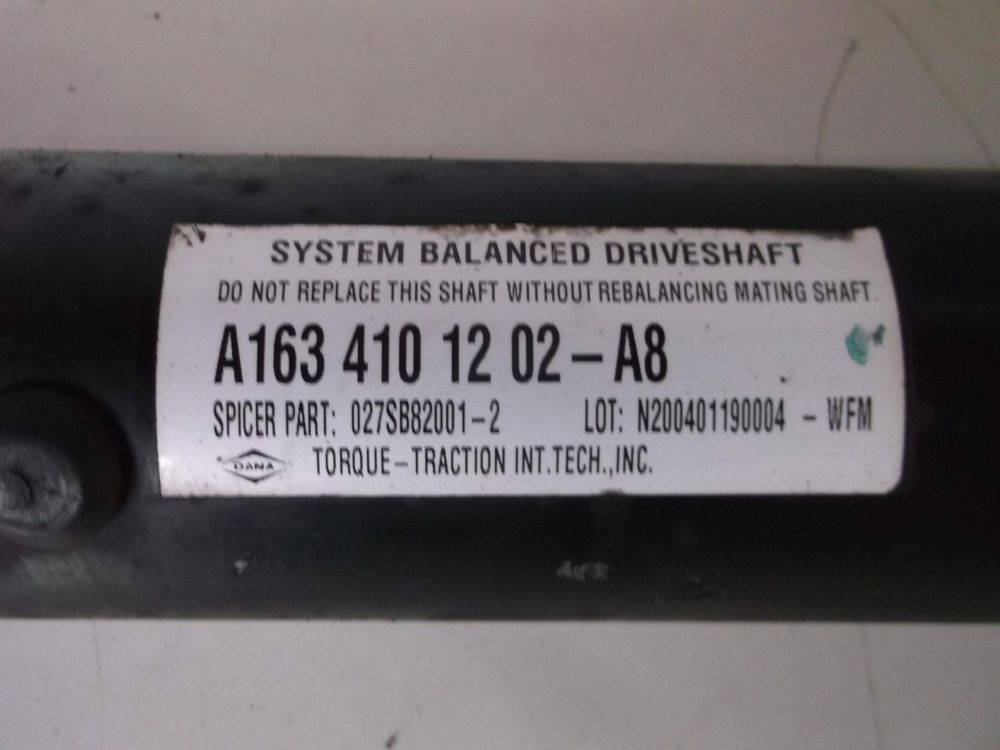 SYSTEM BALANCED DRIVESHAFT
DO NOT REPLACE THIS SHAFT WITHOUT REBALANCING MATING SHAFT
A163 410 12 02-A8
SPICER PART: 027SB82001-2 LOT: N200401190004 - WFM
DANA TORQUE-TRACTION INT.TECH.,INC.